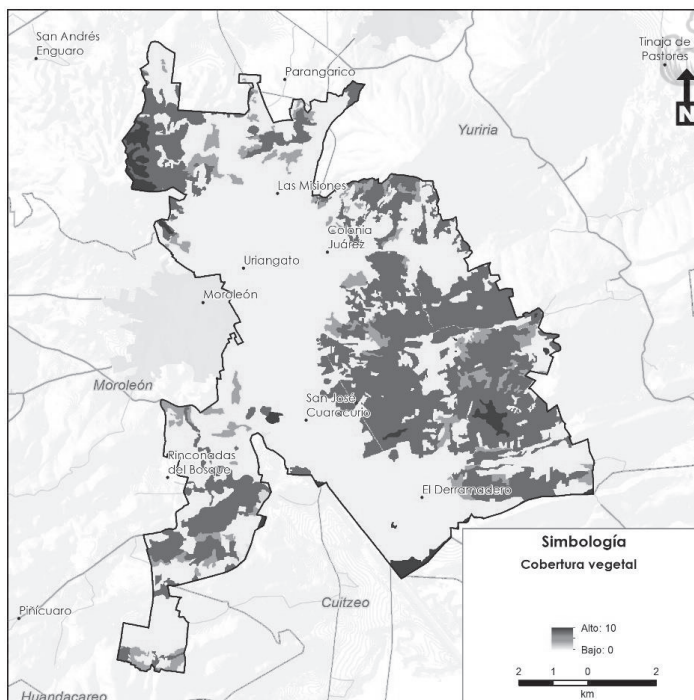 San Andrés
Enguaro
Tinaja de
Pastores
Parangarico
N
Yuriria
Las Misiones
Colonia
Juárez
Uriangato
Moroleón
Moroleón
San José
Cuaracurio
Rinconadas
del Bosque
El Derramadero
Simbología
Cobertura vegetal
Cuitzeo
Pinícuaro
Alto: 10
Bajo: 0
2 1 0 2
km
Huandacareo